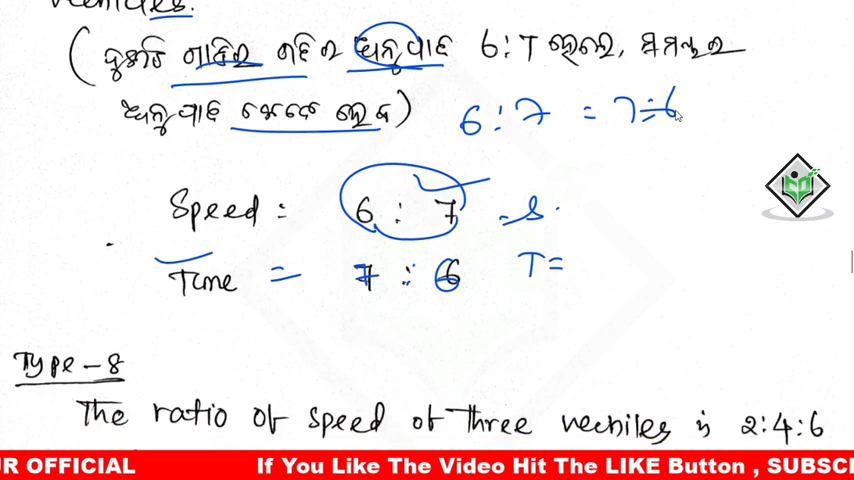 vechiles.
(ଦୁଇଟି ଗାଡ଼ିର ଗତିର ଅନୁପାତ 6:7 ହେଲେ, ସମୟର
ଅନୁପାତ କେତେ ହେବ) 6:7 = 7:6
Speed: 6 : 7 = S.
Time = 7 : 6 T=
Type-8
The ratio of speed of three vechiles is 2:4:6
UR OFFICIAL If You Like The Video Hit The LIKE Button , SUBSC